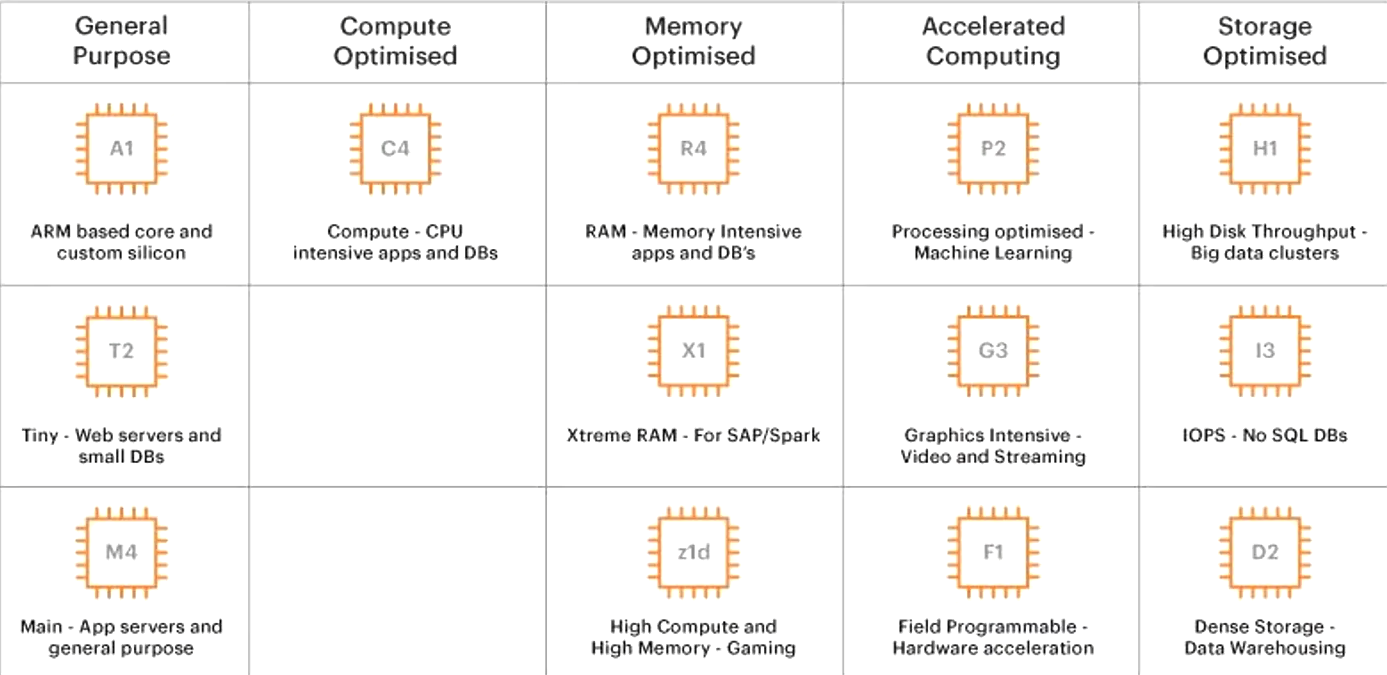 General
Purpose
Compute
Optimised
Memory
Optimised
Accelerated
Computing
Storage
Optimised
A1
ARM based core and
custom silicon
C4
Compute - CPU
intensive apps and DBs
R4
RAM - Memory Intensive
apps and DB's
P2
Processing optimised -
Machine Learning
H1
High Disk Throughput -
Big data clusters
T2
Tiny - Web servers and
small DBs
X1
Xtreme RAM - For SAP/Spark
G3
Graphics Intensive -
Video and Streaming
I3
IOPS - No SQL DBs
M4
Main - App servers and
general purpose
z1d
High Compute and
High Memory - Gaming
F1
Field Programmable -
Hardware acceleration
D2
Dense Storage -
Data Warehousing